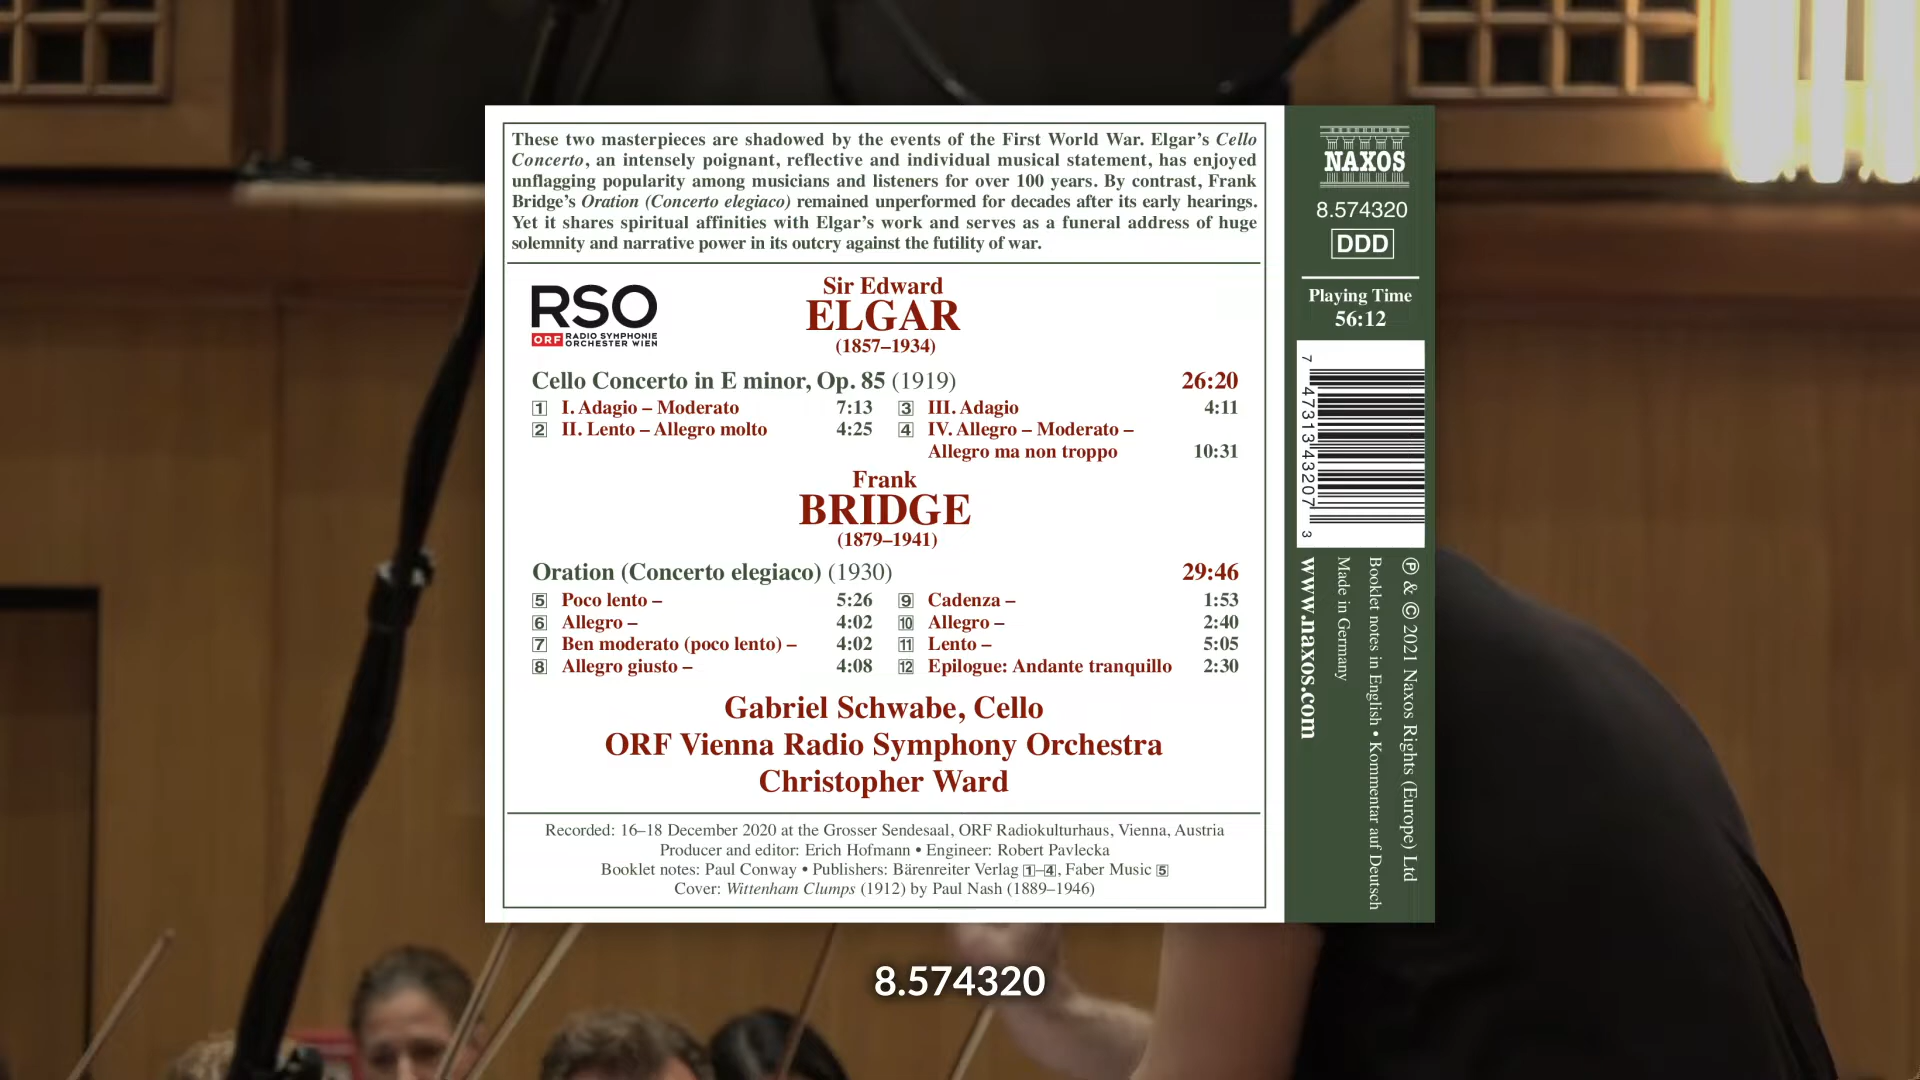 These two masterpieces are shadowed by the events of the First World War. Elgar's Cello
Concerto, an intensely poignant, reflective and individual musical statement, has enjoyed
unflagging popularity among musicians and listeners for over 100 years. By contrast, Frank
Bridge's Oration (Concerto elegiaco) remained unperformed for decades after its early hearings.
Yet it shares spiritual affinities with Elgar's work and serves as a funeral address of huge
solemnity and narrative power in its outcry against the futility of war.
RSO
ORF RADIO SYMPHONIE
ORCHESTER WIEN
Sir Edward
ELGAR
(1857–1934)
Cello Concerto in E minor, Op. 85 (1919) 26:20
1 I. Adagio – Moderato 7:13
2 II. Lento – Allegro molto 4:25
3 III. Adagio 4:11
4 IV. Allegro – Moderato –
Allegro ma non troppo 10:31
Frank
BRIDGE
(1879–1941)
Oration (Concerto elegiaco) (1930) 29:46
5 Poco lento – 5:26
6 Allegro – 4:02
7 Ben moderato (poco lento) – 4:02
8 Allegro giusto – 4:08
9 Cadenza – 1:53
10 Allegro – 2:40
11 Lento – 5:05
12 Epilogue: Andante tranquillo 2:30
Gabriel Schwabe, Cello
ORF Vienna Radio Symphony Orchestra
Christopher Ward
Recorded: 16–18 December 2020 at the Grosser Sendesaal, ORF Radiokulturhaus, Vienna, Austria
Producer and editor: Erich Hofmann • Engineer: Robert Pavlecka
Booklet notes: Paul Conway • Publishers: Bärenreiter Verlag 1–4, Faber Music 5
Cover: Wittenham Clumps (1912) by Paul Nash (1889–1946)
NAXOS
8.574320
DDD
Playing Time
56:12
7 47313 43207 3
℗ & © 2021 Naxos Rights (Europe) Ltd
Booklet notes in English • Kommentar auf Deutsch
Made in Germany
www.naxos.com
8.574320